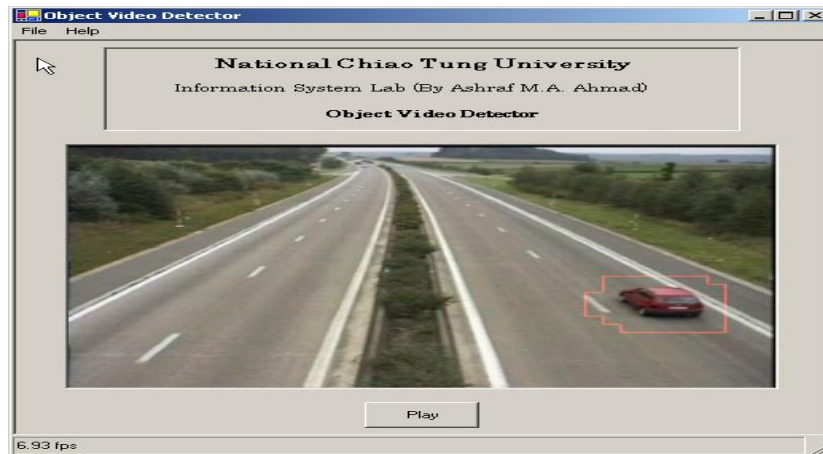 Object Video Detector
File Help
National Chiao Tung University
Information System Lab (By Ashraf M.A. Ahmad)
Object Video Detector
Play
6.93 fps